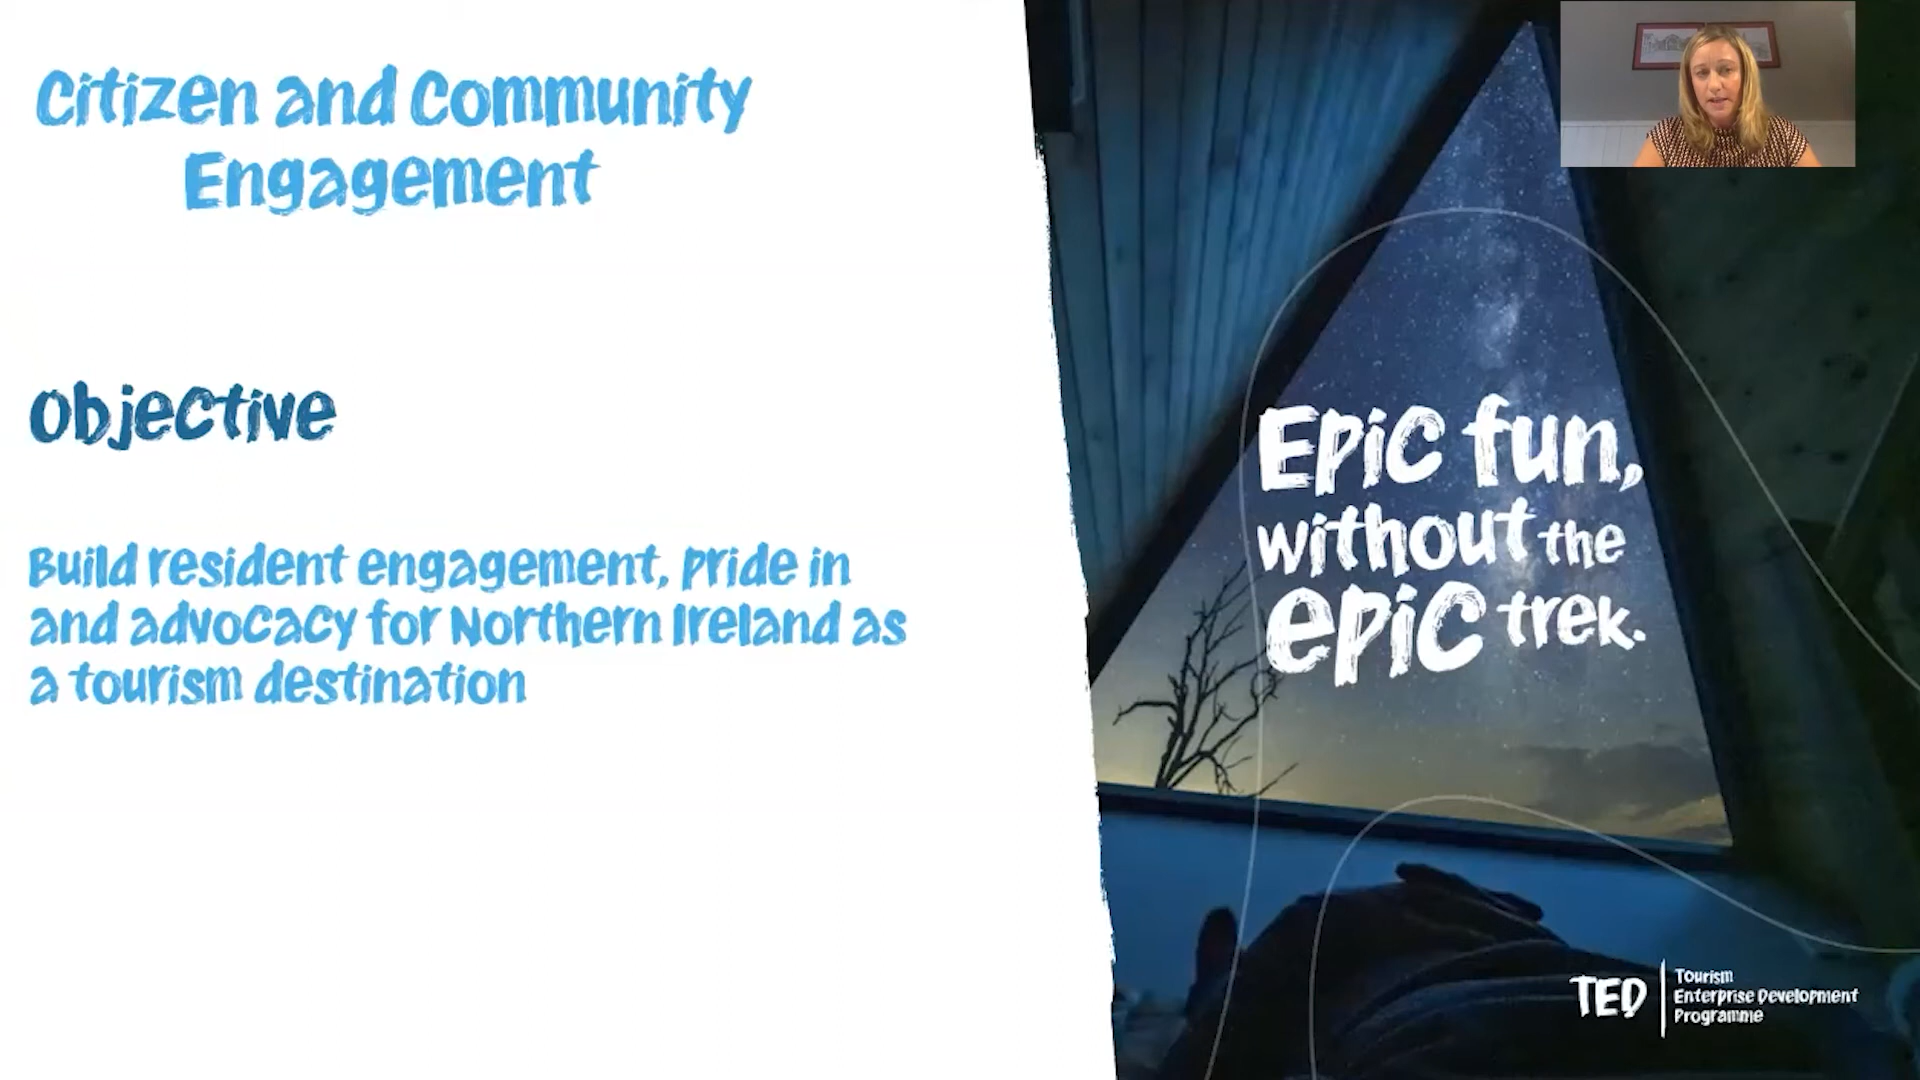 Citizen and Community
Engagement
Objective
Build resident engagement, pride in
and advocacy for Northern Ireland as
a tourism destination
Epic fun,
without the
epic trek.
TED
Tourism
Enterprise Development
Programme